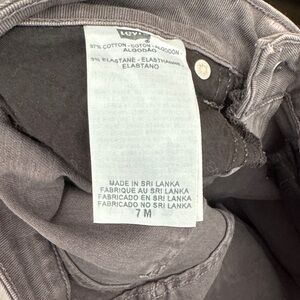 LEVI'S
97% COTTON - COTON - ALGODÓN
ALGODÃO
3% ELASTANE - ELASTHANNE
ELASTANO
MADE IN SRI LANKA
FABRIQUE AU SRI LANKA
FABRICADO EN SRI LANKA
FABRICADO NO SRI LANKA
7 M